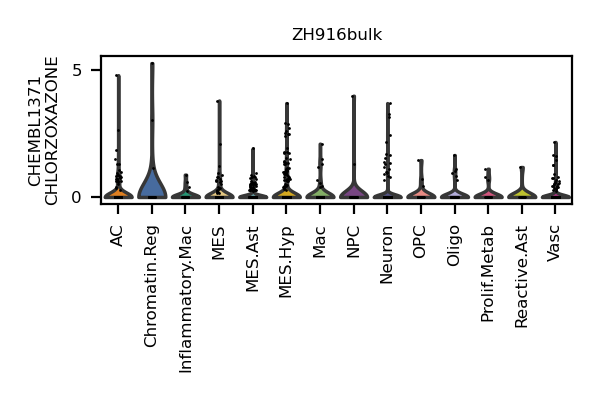 ZH916bulk
CHEMBL1371
CHLORZOXAZONE
5
0
AC
Chromatin.Reg
Inflammatory.Mac
MES
MES.Ast
MES.Hyp
Mac
NPC
Neuron
OPC
Oligo
Prolif.Metab
Reactive.Ast
Vasc